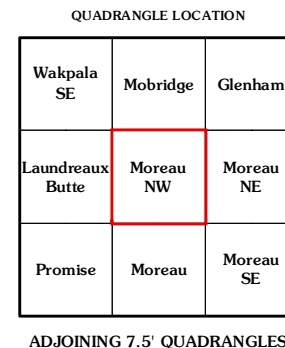 QUADRANGLE LOCATION
Wakpala
SE
Mobridge
Glenham
Laundreaux
Butte
Moreau
NW
Moreau
NE
Promise
Moreau
Moreau
SE
ADJOINING 7.5' QUADRANGLES